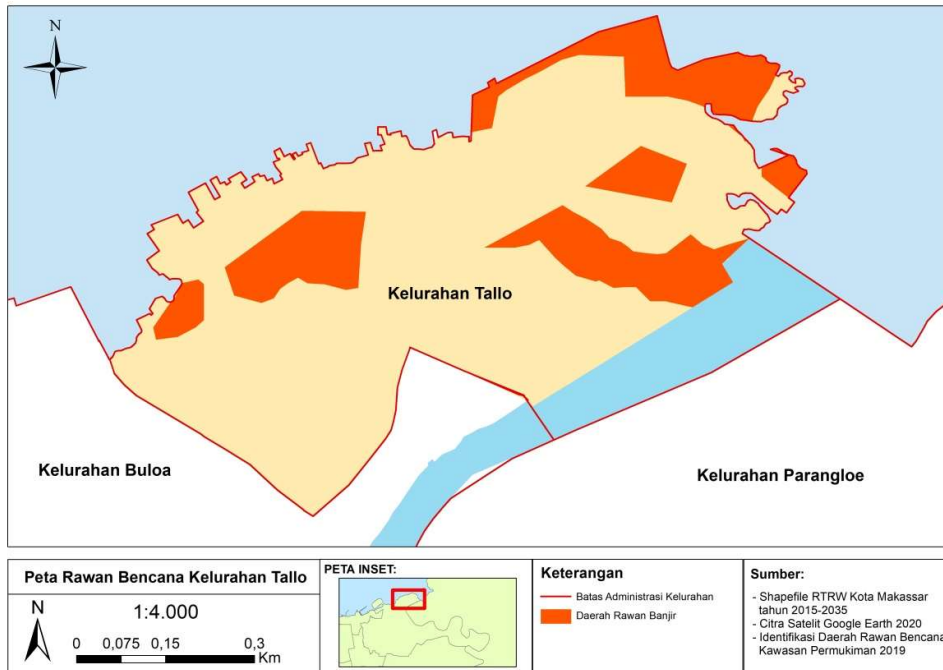 N
Kelurahan Tallo
Kelurahan Buloa
Kelurahan Parangloe
Peta Rawan Bencana Kelurahan Tallo
N
1:4.000
0 0,075 0,15 0,3
Km
PETA INSET:
Keterangan
Batas Administrasi Kelurahan
Daerah Rawan Banjir
Sumber:
- Shapefile RTRW Kota Makassar
tahun 2015-2035
- Citra Satelit Google Earth 2020
- Identifikasi Daerah Rawan Bencana
Kawasan Permukiman 2019